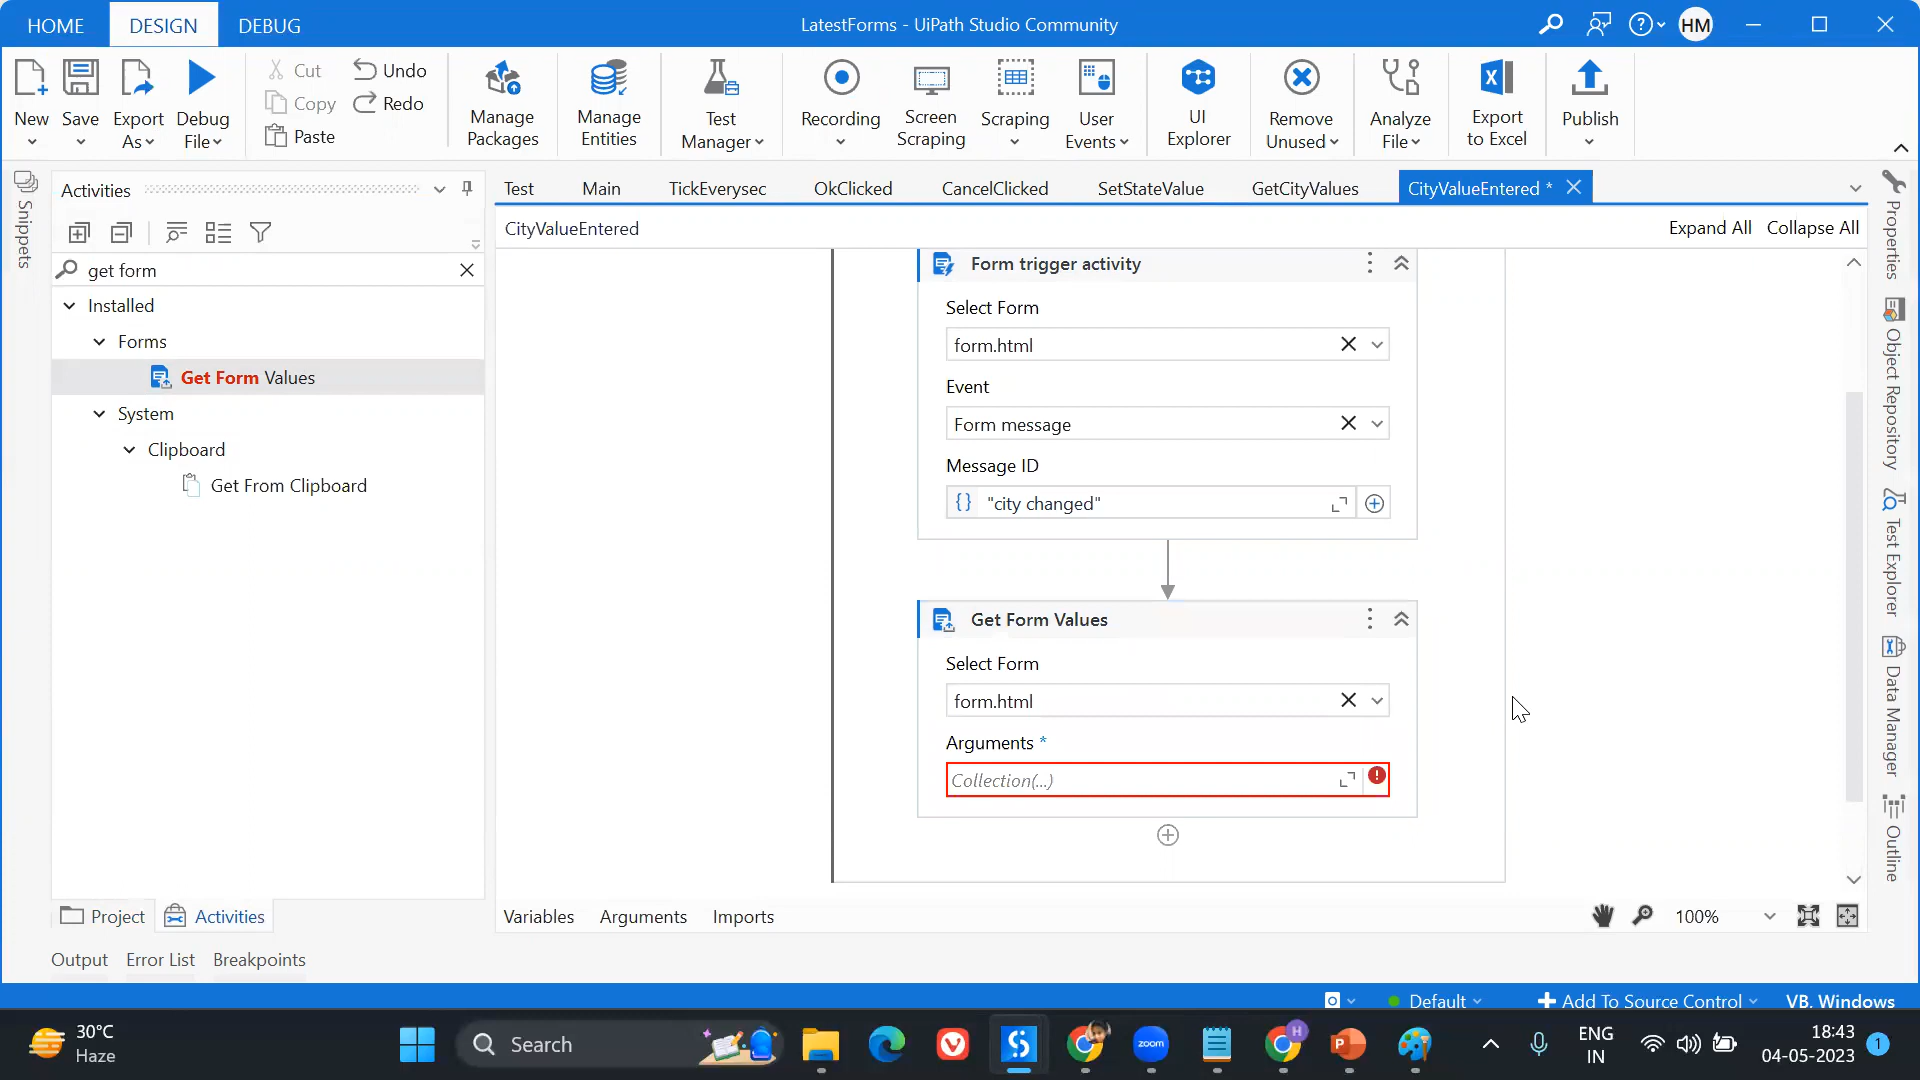 HOME
DESIGN
DEBUG
LatestForms - UiPath Studio Community
HM
New
Save
Export
As
Debug
File
Cut
Copy
Paste
Undo
Redo
Manage
Packages
Manage
Entities
Test
Manager
Recording
Screen
Scraping
Scraping
User
Events
UI
Explorer
Remove
Unused
Analyze
File
Export
to Excel
Publish
Snippets
Activities
get form
Installed
Forms
Get Form Values
System
Clipboard
Get From Clipboard
Project
Activities
Test
Main
TickEverysec
OkClicked
CancelClicked
SetStateValue
GetCityValues
CityValueEntered *
CityValueEntered
Expand All
Collapse All
Form trigger activity
Select Form
form.html
Event
Form message
Message ID
{} "city changed"
Get Form Values
Select Form
form.html
Arguments *
Collection(...)
Variables
Arguments
Imports
100%
Properties
Object Repository
Test Explorer
Data Manager
Outline
Output
Error List
Breakpoints
Default
Add To Source Control
VB. Windows
30°C
Haze
Search
zoom
H
ENG
IN
18:43
04-05-2023
1